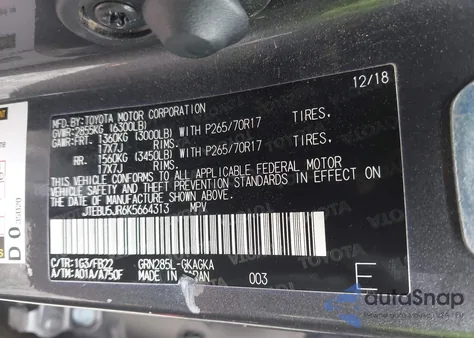 12/18
MFD.BY:TOYOTA MOTOR CORPORATION
GVWR:2855KG (6300LB)
GAWR:FRT- 1360KG (3000LB) WITH P265/70R17 TIRES,
17X7J RIMS.
RR- 1560KG (3450LB) WITH P265/70R17 TIRES,
17X7J RIMS.
THIS VEHICLE CONFORMS TO ALL APPLICABLE FEDERAL MOTOR
VEHICLE SAFETY AND THEFT PREVENTION STANDARDS IN EFFECT ON
THE DATE OF MANUFACTURE SHOWN ABOVE.
JTEBU5JR6K5664313 MPV
C/TR:1G3/FB22 GRN285L-GKAGKA
A/TM:A01A/A750F MADE IN 003
E
D0
35020
autoSnap